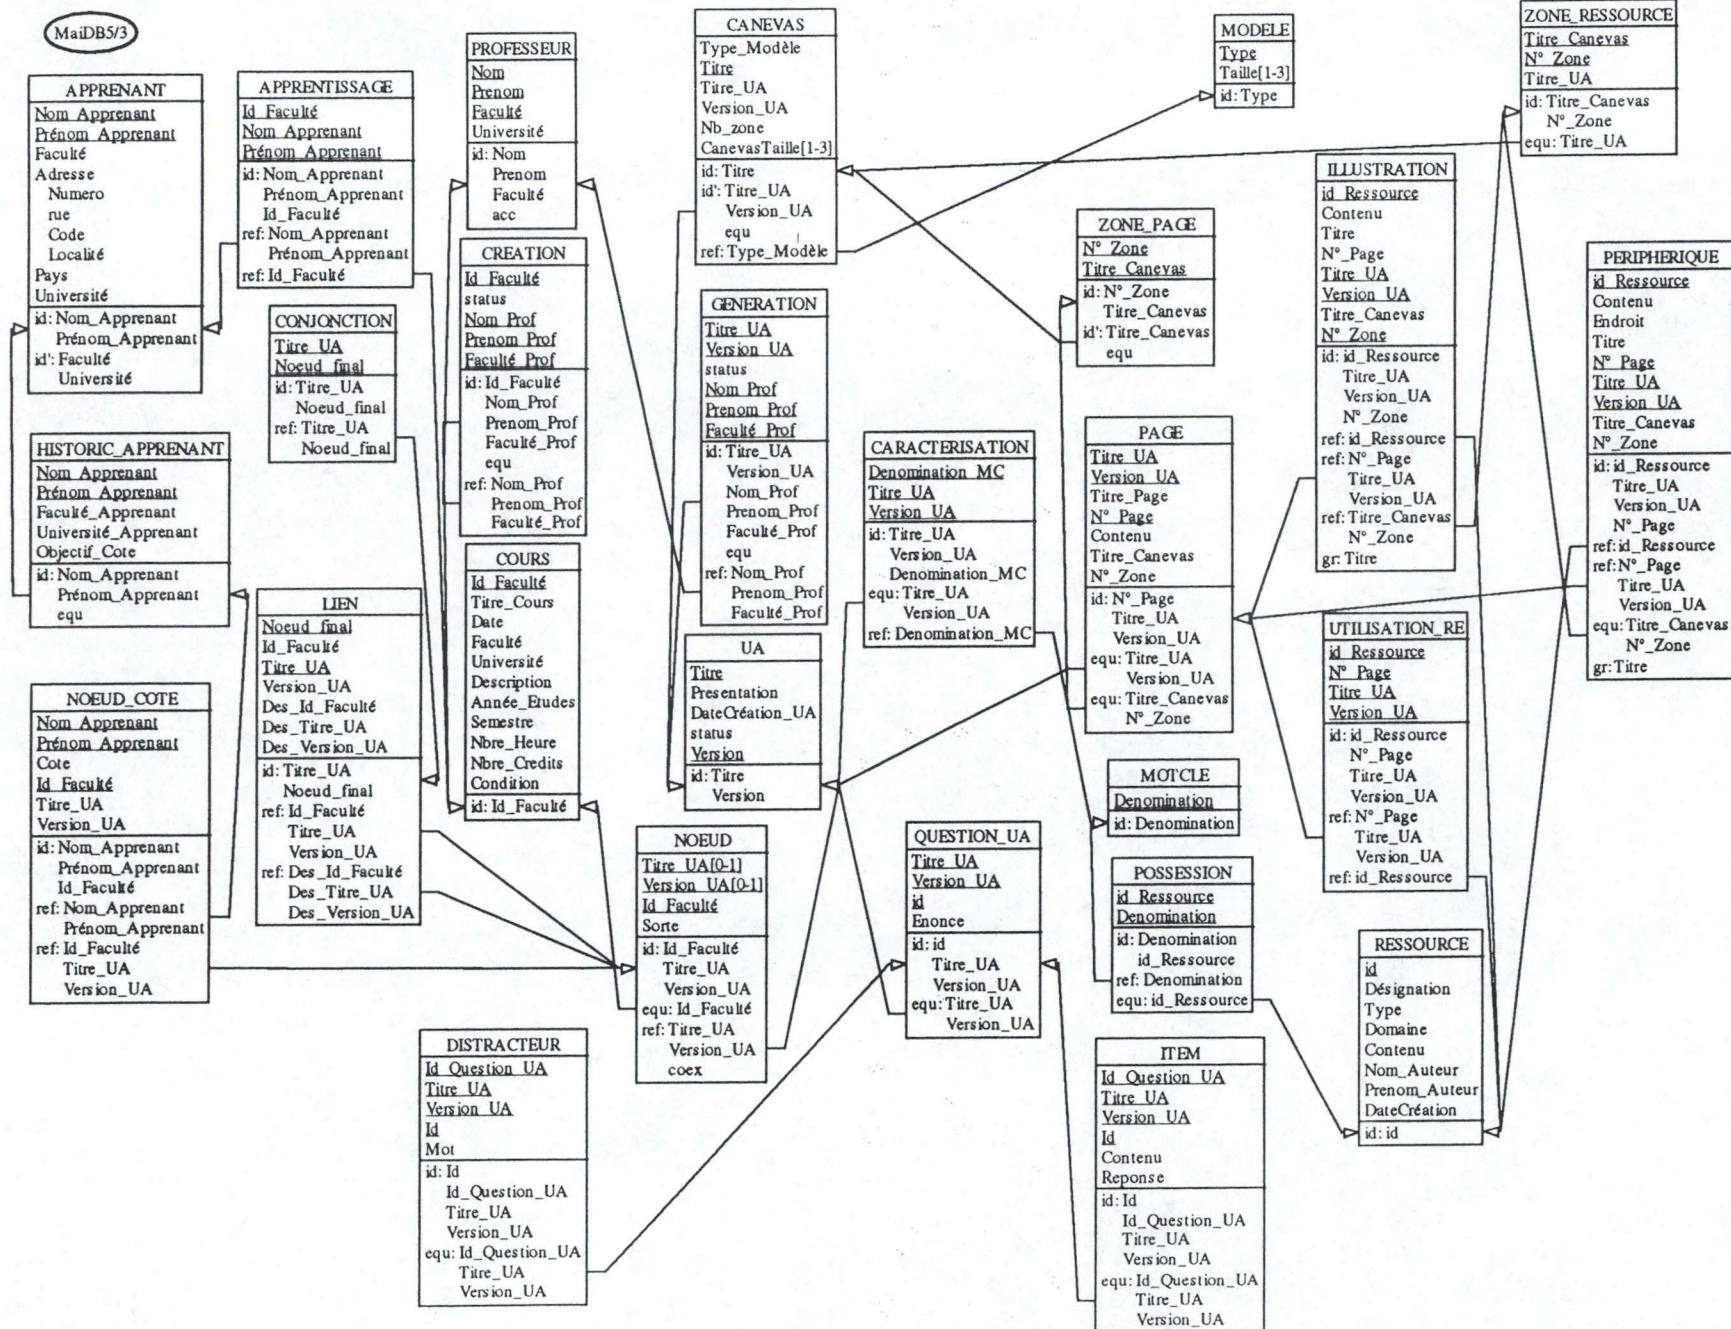 MaiDB5/3
APPRENANT
Nom_Apprenant
Prénom_Apprenant
Faculté
Adresse
Numero
rue
Code
Localité
Pays
Université
id: Nom_Apprenant
Prénom_Apprenant
id': Faculté
Université
HISTORIC_APPRENANT
Nom_Apprenant
Prénom_Apprenant
Faculté_Apprenant
Université_Apprenant
Objectif_Cote
id: Nom_Apprenant
Prénom_Apprenant
equ
NOEUD_COTE
Nom_Apprenant
Prénom_Apprenant
Cote
Id_Faculté
Titre_UA
Version_UA
id: Nom_Apprenant
Prénom_Apprenant
Id_Faculté
ref: Nom_Apprenant
Prénom_Apprenant
ref: Id_Faculté
Titre_UA
Version_UA
APPRENTISSAGE
Id_Faculté
Nom_Apprenant
Prénom_Apprenant
id: Nom_Apprenant
Prénom_Apprenant
Id_Faculté
ref: Nom_Apprenant
Prénom_Apprenant
ref: Id_Faculté
CONJONCTION
Titre_UA
Noeud_final
id: Titre_UA
Noeud_final
ref: Titre_UA
Noeud_final
LIEN
Noeud_final
Id_Faculté
Titre_UA
Version_UA
Des_Id_Faculté
Des_Titre_UA
Des_Version_UA
id: Titre_UA
Noeud_final
ref: Id_Faculté
Titre_UA
Version_UA
ref: Des_Id_Faculté
Des_Titre_UA
Des_Version_UA
PROFESSEUR
Nom
Prenom
Faculté
Université
id: Nom
Prenom
Faculté
acc
CREATION
Id_Faculté
status
Nom_Prof
Prenom_Prof
Faculté_Prof
id: Id_Faculté
Nom_Prof
Prenom_Prof
Faculté_Prof
equ
ref: Nom_Prof
Prenom_Prof
Faculté_Prof
COURS
Id_Faculté
Titre_Cours
Date
Faculté
Université
Description
Année_Etudes
Semestre
Nbre_Heure
Nbre_Credits
Condition
id: Id_Faculté
DISTRACTEUR
Id_Question_UA
Titre_UA
Version_UA
Id
Mot
id: Id
Id_Question_UA
Titre_UA
Version_UA
equ: Id_Question_UA
Titre_UA
Version_UA
CANEVAS
Type_Modèle
Titre
Titre_UA
Version_UA
Nb_zone
CanevasTaille[1-3]
id: Titre
id': Titre_UA
Version_UA
equ
ref: Type_Modèle
GENERATION
Titre_UA
Version_UA
status
Nom_Prof
Prenom_Prof
Faculté_Prof
id: Titre_UA
Version_UA
Nom_Prof
Prenom_Prof
Faculté_Prof
equ
ref: Nom_Prof
Prenom_Prof
Faculté_Prof
UA
Titre
Presentation
DateCréation_UA
status
Version
id: Titre
Version
NOEUD
Titre_UA[0-1]
Version_UA[0-1]
Id_Faculté
Sorte
id: Id_Faculté
Titre_UA
Version_UA
equ: Id_Faculté
ref: Titre_UA
Version_UA
coex
CARACTERISATION
Denomination_MC
Titre_UA
Version_UA
id: Titre_UA
Version_UA
Denomination_MC
equ: Titre_UA
Version_UA
ref: Denomination_MC
QUESTION_UA
Titre_UA
Version_UA
id
Enonce
id: id
Titre_UA
Version_UA
equ: Titre_UA
Version_UA
MODELE
Type
Taille[1-3]
id: Type
ZONE_PAGE
N°_Zone
Titre_Canevas
id: N°_Zone
Titre_Canevas
id': Titre_Canevas
equ
PAGE
Titre_UA
Version_UA
Titre_Page
N°_Page
Contenu
Titre_Canevas
N°_Zone
id: N°_Page
Titre_UA
Version_UA
equ: Titre_UA
Version_UA
equ: Titre_Canevas
N°_Zone
MOTCLE
Denomination
id: Denomination
POSSESSION
id_Ressource
Denomination
id: Denomination
id_Ressource
ref: Denomination
equ: id_Ressource
ITEM
Id_Question_UA
Titre_UA
Version_UA
Id
Contenu
Reponse
id: Id
Id_Question_UA
Titre_UA
Version_UA
equ: Id_Question_UA
Titre_UA
Version_UA
ZONE_RESSOURCE
Titre_Canevas
N°_Zone
Titre_UA
id: Titre_Canevas
N°_Zone
equ: Titre_UA
ILLUSTRATION
id_Ressource
Contenu
Titre
N°_Page
Titre_UA
Version_UA
Titre_Canevas
N°_Zone
id: id_Ressource
Titre_UA
Version_UA
N°_Zone
ref: id_Ressource
ref: N°_Page
Titre_UA
Version_UA
ref: Titre_Canevas
N°_Zone
gr: Titre
UTILISATION_RE
id_Ressource
N°_Page
Titre_UA
Version_UA
id: id_Ressource
N°_Page
Titre_UA
Version_UA
ref: N°_Page
Titre_UA
Version_UA
ref: id_Ressource
RESSOURCE
id
Désignation
Type
Domaine
Contenu
Nom_Auteur
Prenom_Auteur
DateCréation
id: id
PERIPHERIQUE
id_Ressource
Contenu
Endroit
Titre
N°_Page
Titre_UA
Version_UA
Titre_Canevas
N°_Zone
id: id_Ressource
Titre_UA
Version_UA
N°_Page
ref: id_Ressource
ref: N°_Page
Titre_UA
Version_UA
equ: Titre_Canevas
N°_Zone
gr: Titre